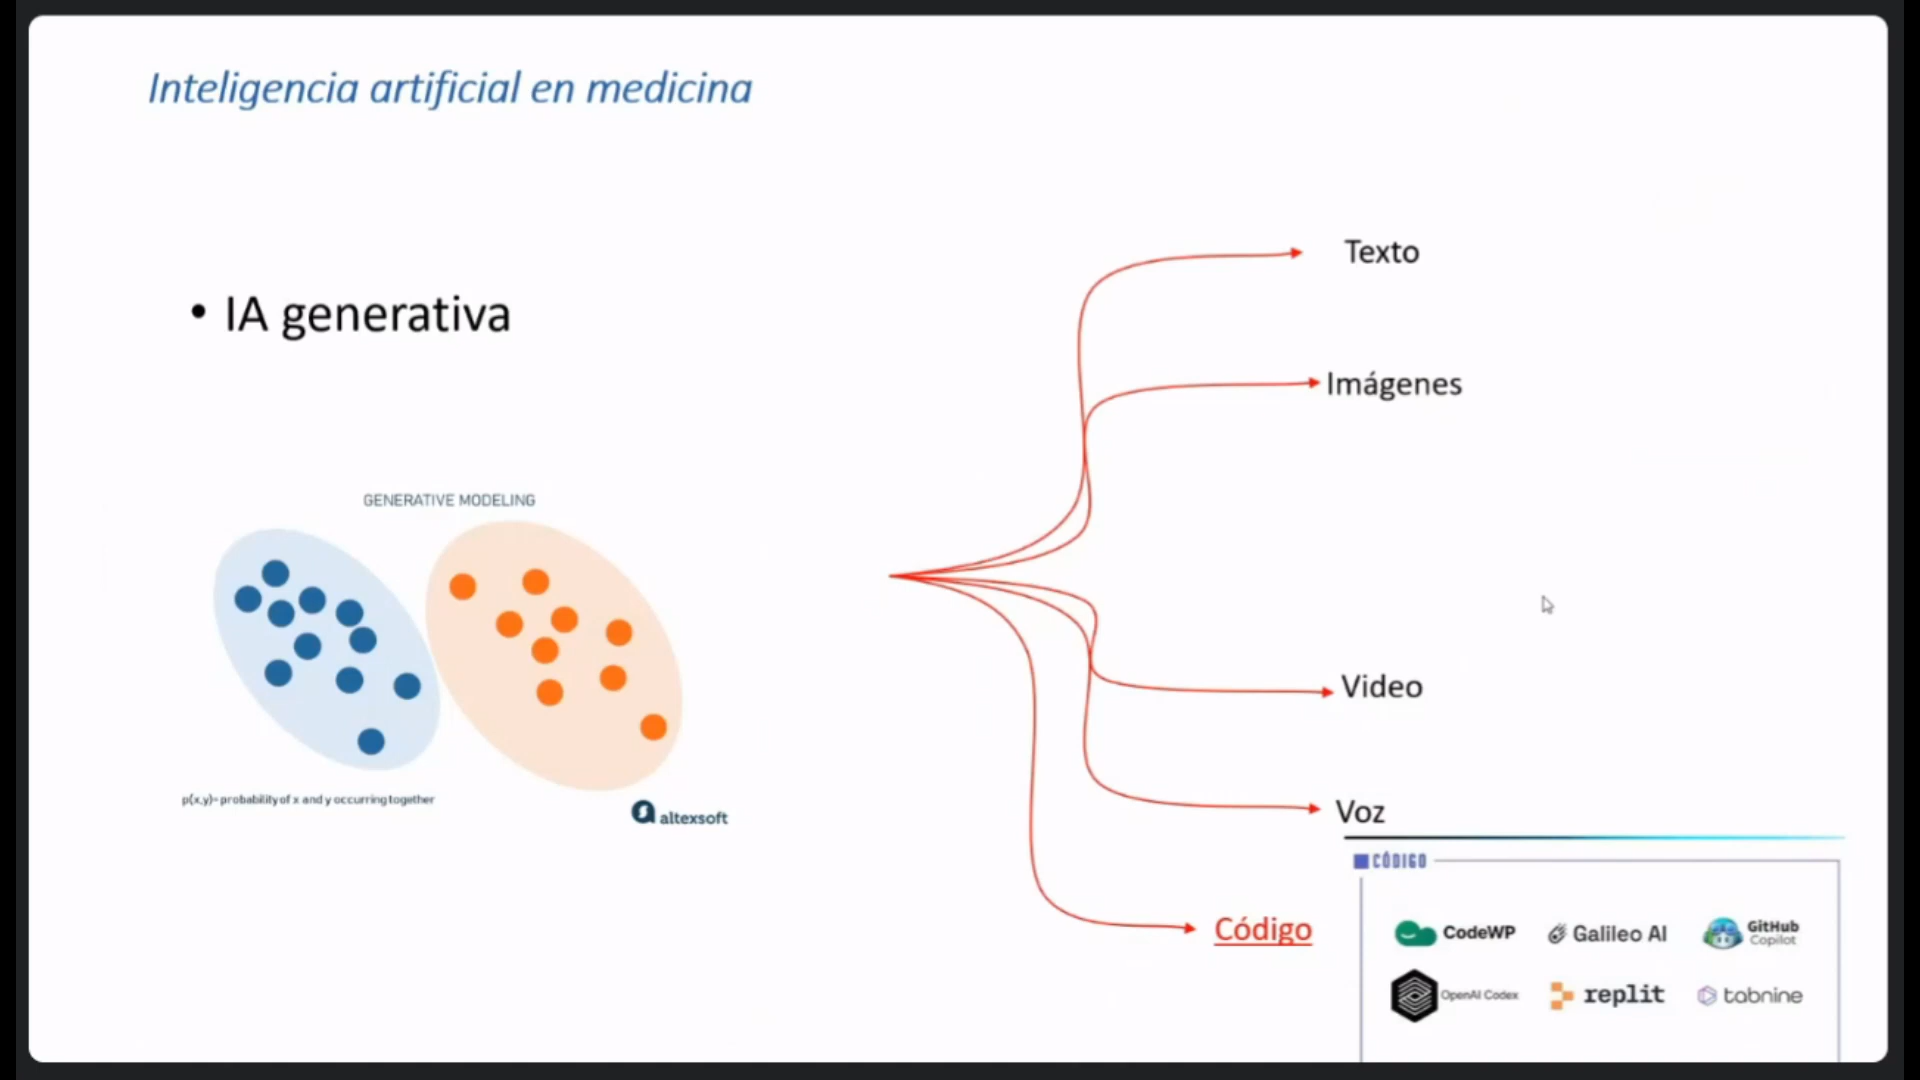 Inteligencia artificial en medicina
• IA generativa
GENERATIVE MODELING
p(x,y)=probability of x and y occurring together
altexsoft
Texto
Imágenes
Video
Voz
Código
CÓDIGO
CodeWP
Galileo AI
GitHub
Copilot
OpenAI Codex
replit
tabnine